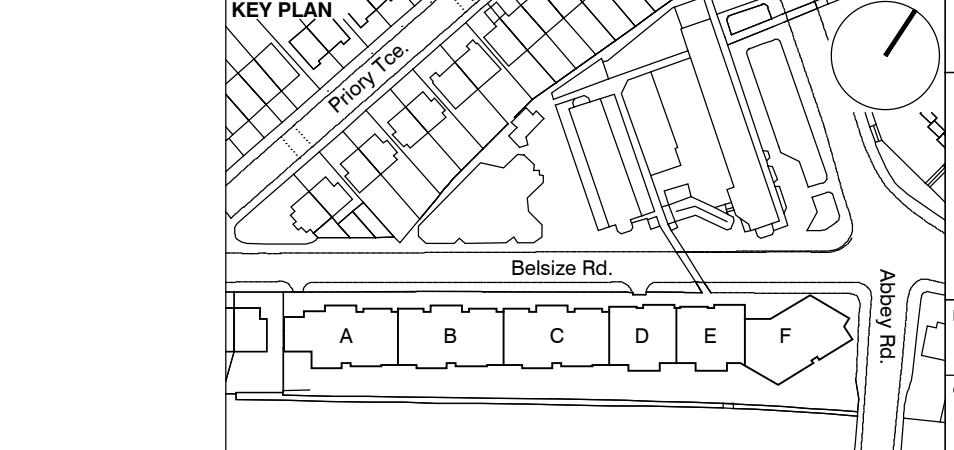 KEY PLAN
Priory Tce.
Belsize Rd.
Abbey Rd.
A
B
C
D
E
F